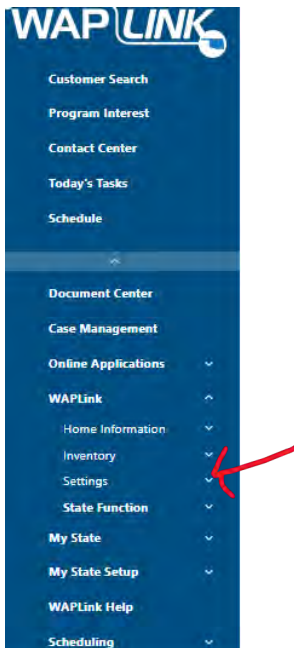 WAPLINK
Customer Search
Program Interest
Contact Center
Today's Tasks
Schedule
Document Center
Case Management
Online Applications
WAPLink
Home Information
Inventory
Settings
State Function
My State
My State Setup
WAPLink Help
Scheduling